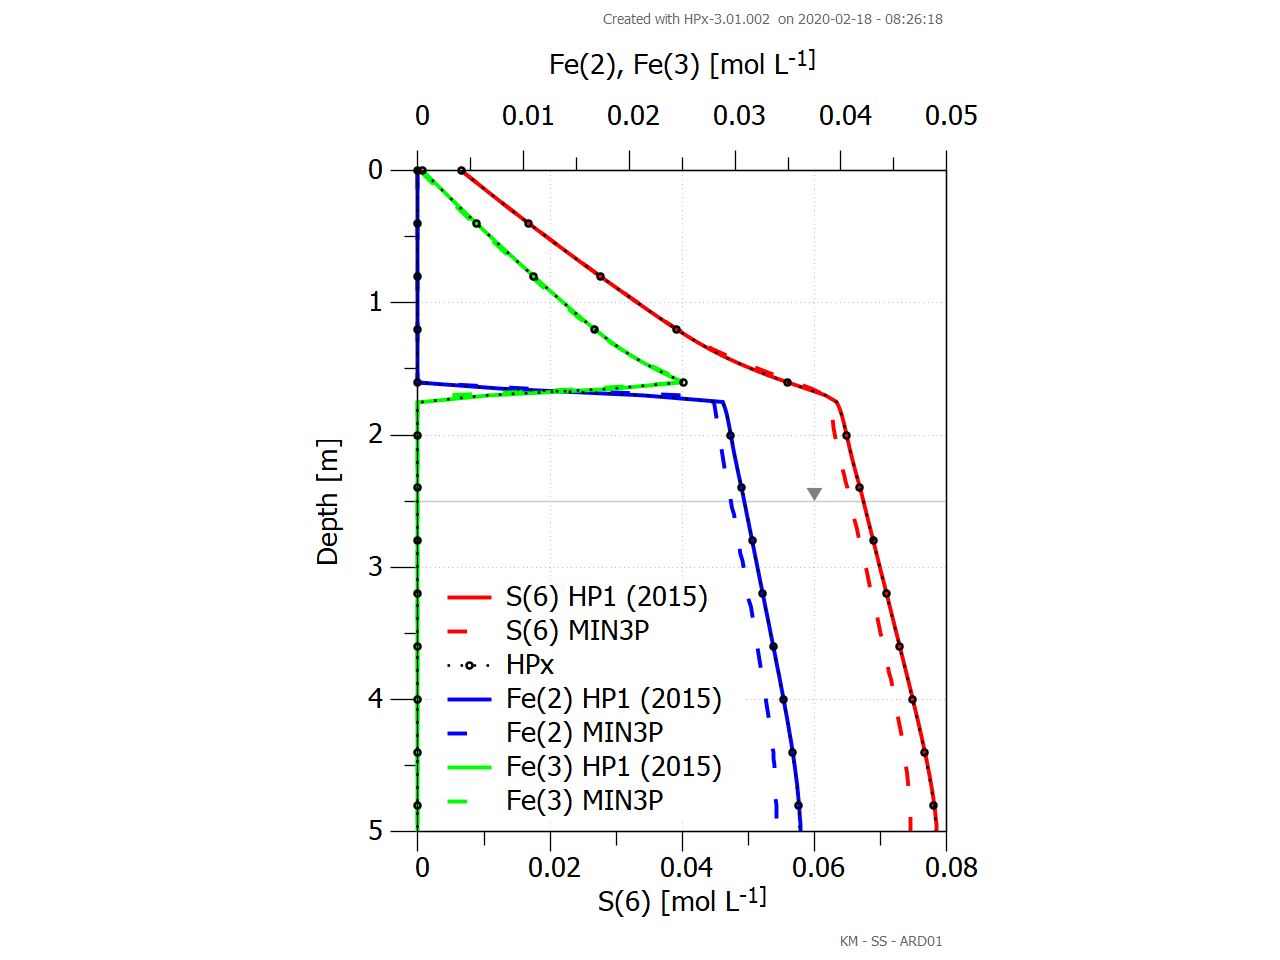 Created with HPx-3.01.002  on 2020-02-18 - 08:26:18
Fe(2), Fe(3) [mol L-1]
0 0.01 0.02 0.03 0.04 0.05
0
1
2
3
4
5
Depth [m]
S(6) HP1 (2015)
S(6) MIN3P
HPx
Fe(2) HP1 (2015)
Fe(2) MIN3P
Fe(3) HP1 (2015)
Fe(3) MIN3P
0 0.02 0.04 0.06 0.08
S(6) [mol L-1]
KM - SS - ARD01